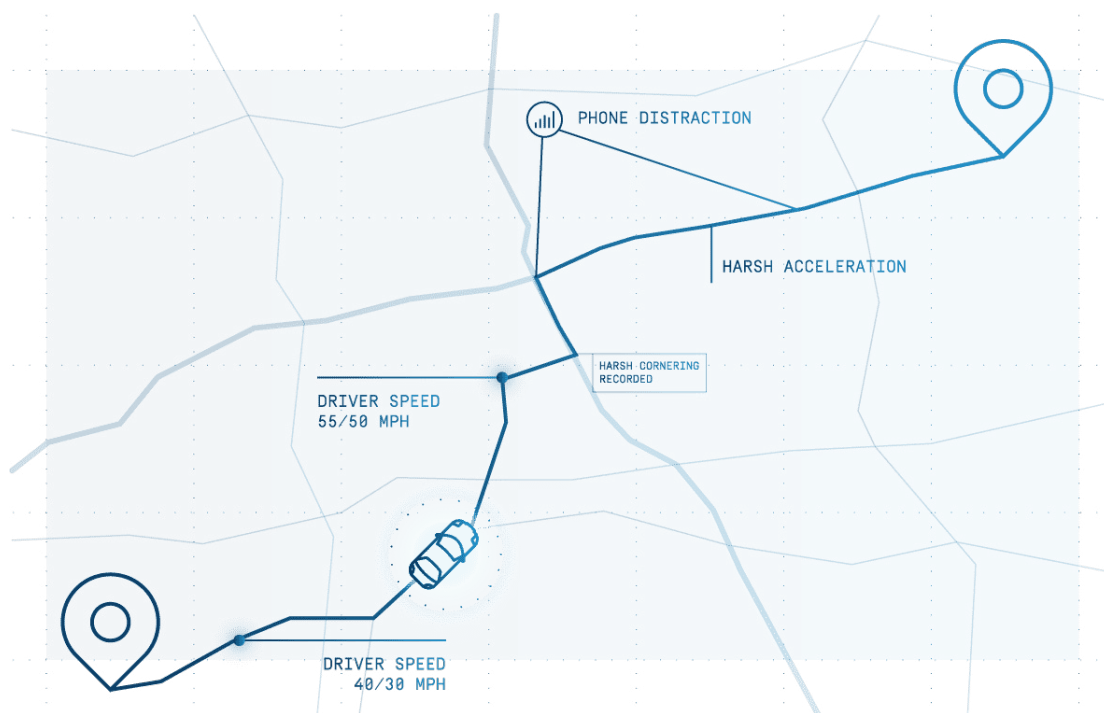 PHONE DISTRACTION
HARSH ACCELERATION
HARSH CORNERING
RECORDED
DRIVER SPEED
55/50 MPH
DRIVER SPEED
40/30 MPH